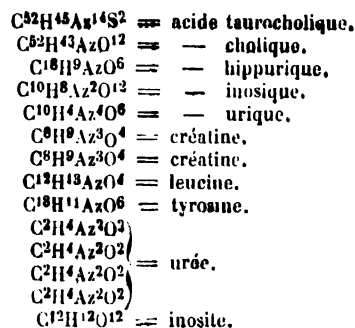 C⁵²H⁴⁵Az¹⁴S² = acide taurocholique.
C⁵²H⁴³AzO¹² = — cholique.
C¹⁸H⁹AzO⁶ = — hippurique.
C¹⁰H⁸Az²O¹² = — inosique.
C¹⁰H⁴Az⁴O⁶ = — urique.
C⁸H⁹Az³O⁴ = créatine.
C⁸H⁹Az³O⁴ = créatine.
C¹²H¹³AzO⁴ = leucine.
C¹⁸H¹¹AzO⁶ = tyrosine.
C²H⁴Az²O²
C²H⁴Az²O²
C²H⁴Az²O² = urée.
C²H⁴Az²O²
C¹²H¹²O¹² = inosite.